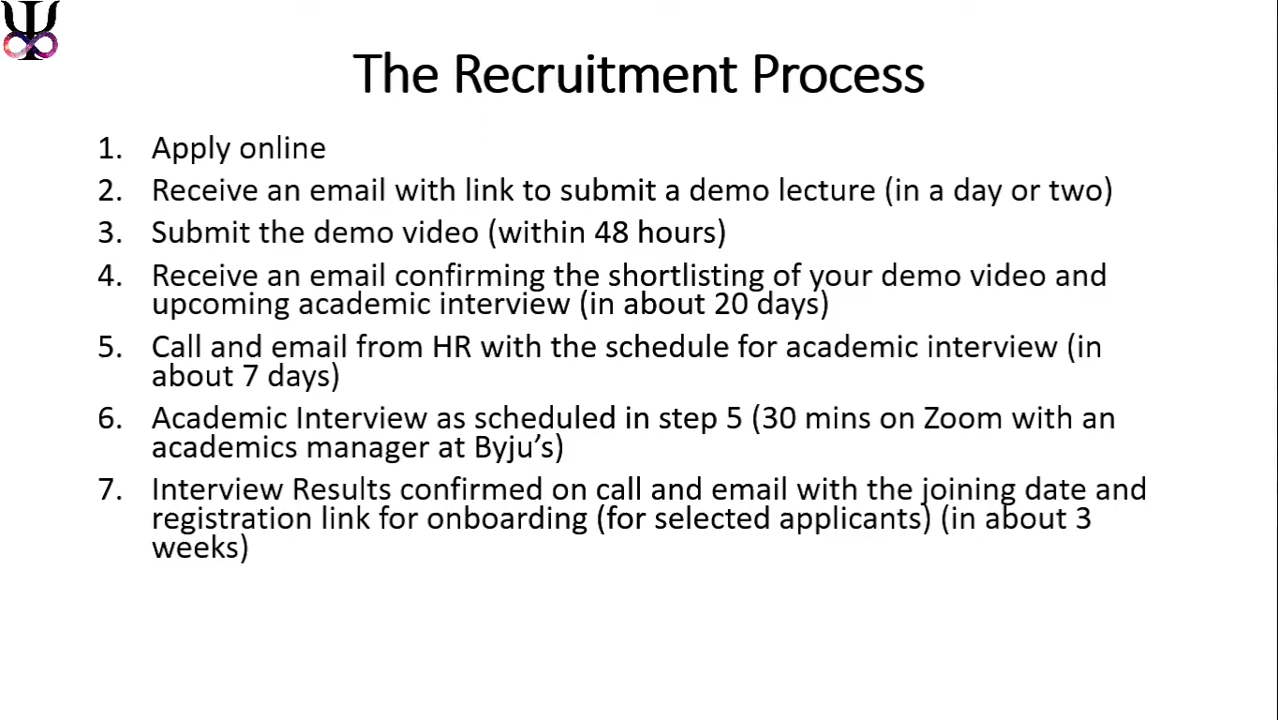 The Recruitment Process
1. Apply online
2. Receive an email with link to submit a demo lecture (in a day or two)
3. Submit the demo video (within 48 hours)
4. Receive an email confirming the shortlisting of your demo video and
upcoming academic interview (in about 20 days)
5. Call and email from HR with the schedule for academic interview (in
about 7 days)
6. Academic Interview as scheduled in step 5 (30 mins on Zoom with an
academics manager at Byju’s)
7. Interview Results confirmed on call and email with the joining date and
registration link for onboarding (for selected applicants) (in about 3
weeks)